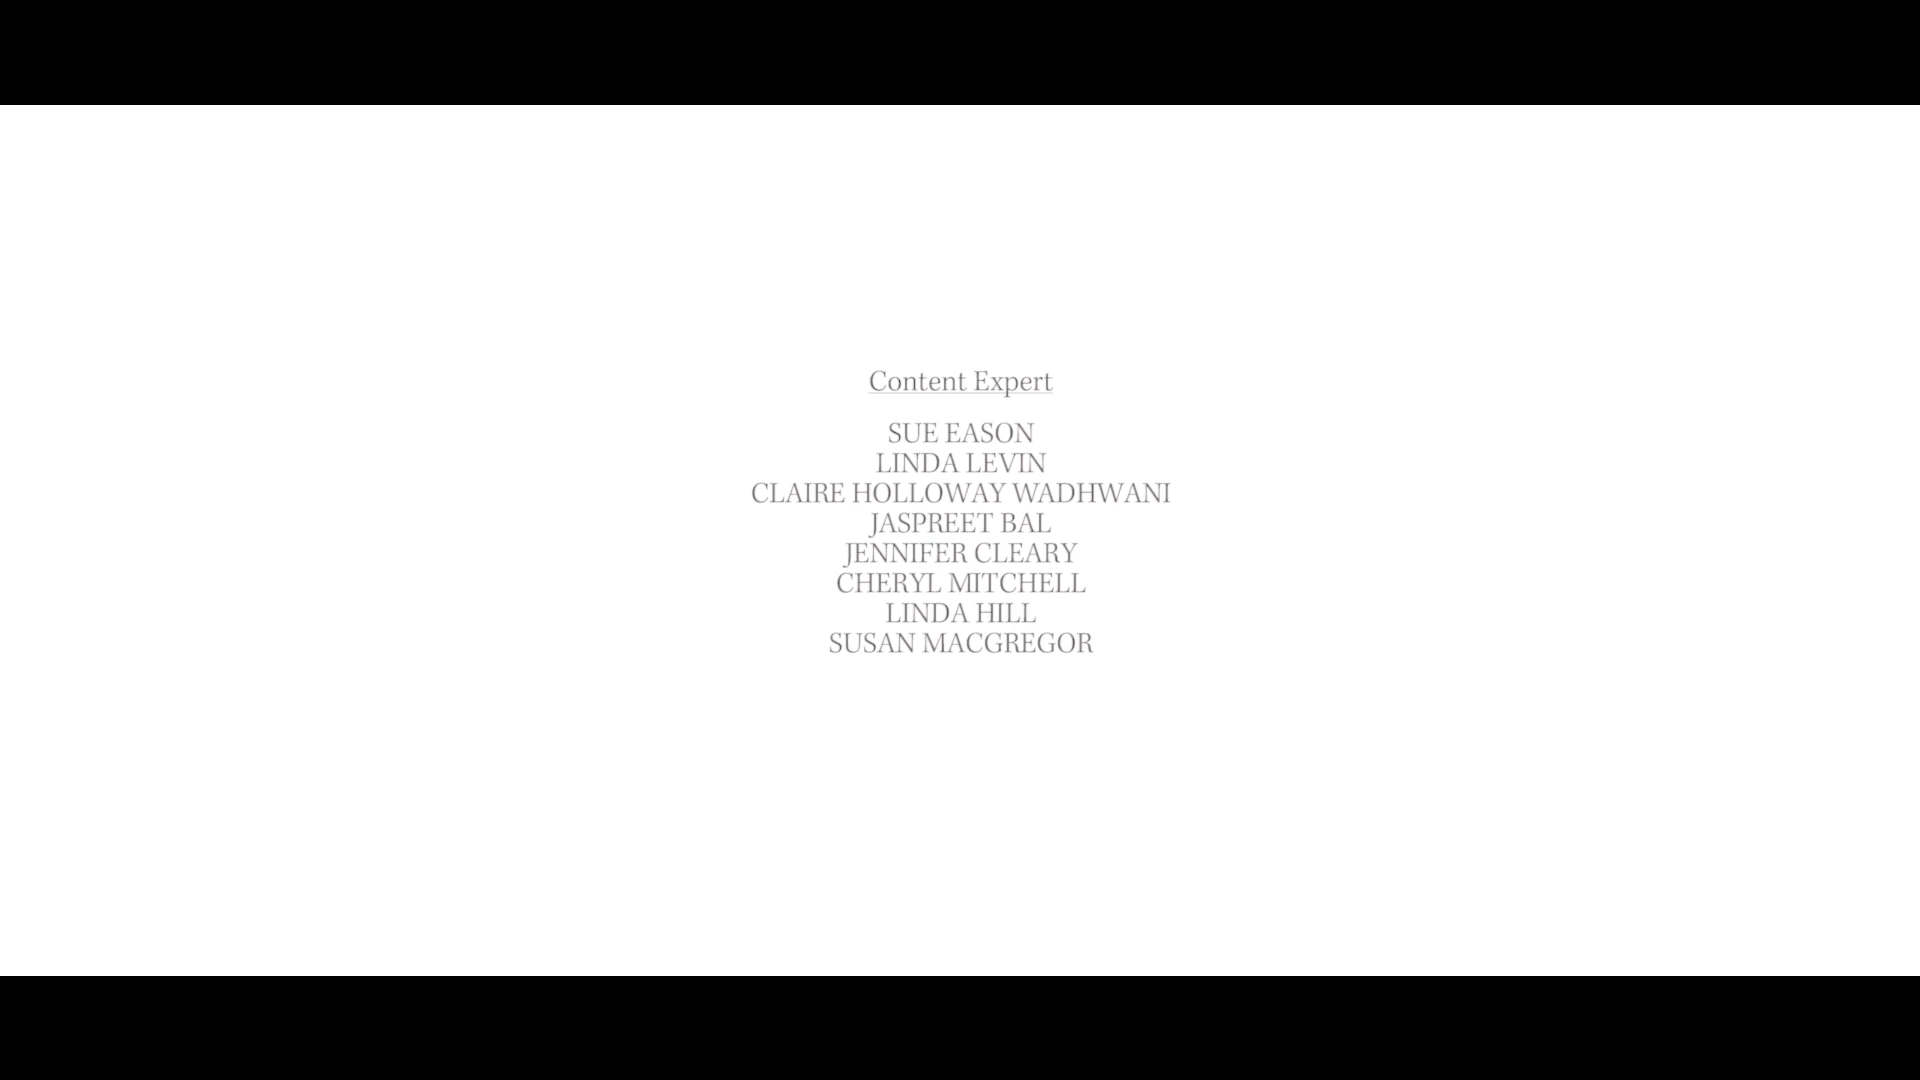 Content Expert
SUE EASON
LINDA LEVIN
CLAIRE HOLLOWAY WADHWANI
JASPREET BAL
JENNIFER CLEARY
CHERYL MITCHELL
LINDA HILL
SUSAN MACGREGOR